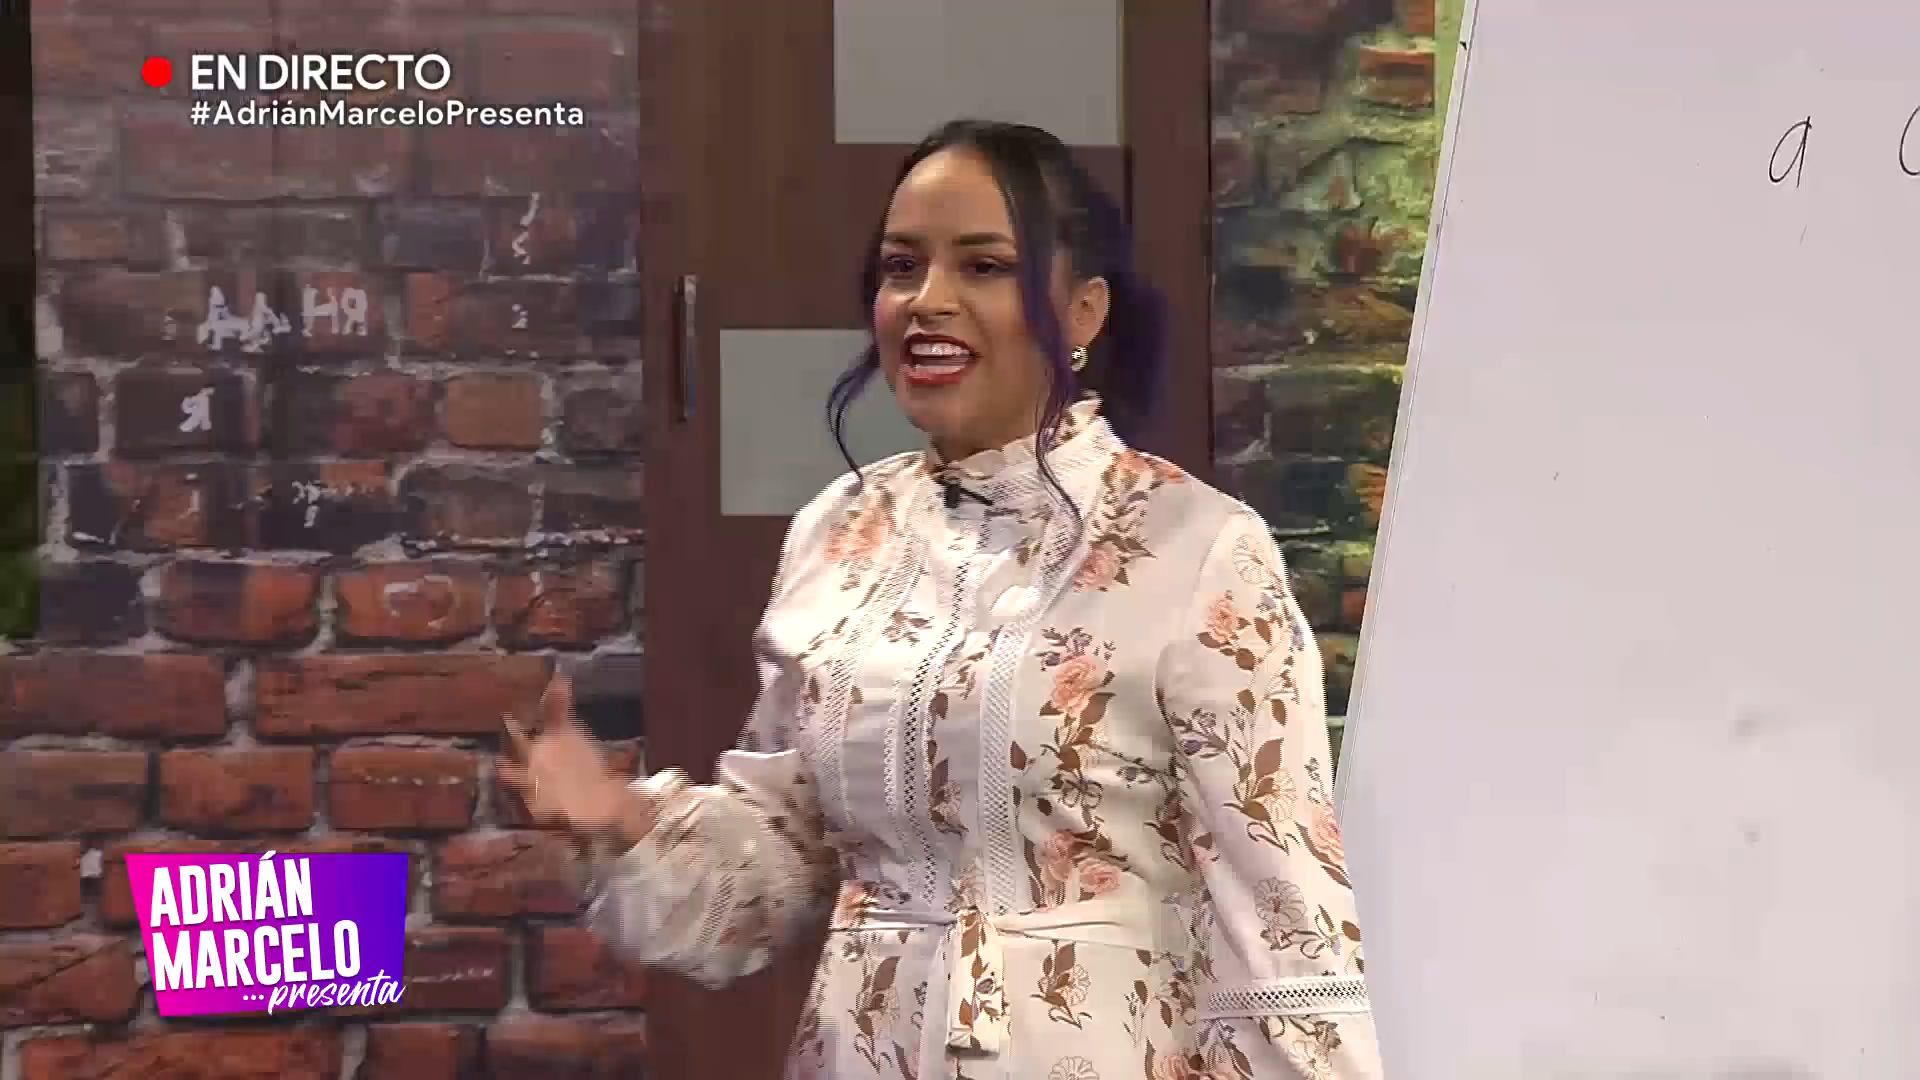 EN DIRECTO
#AdriánMarceloPresenta
a
ADRIÁN
MARCELO
...presenta